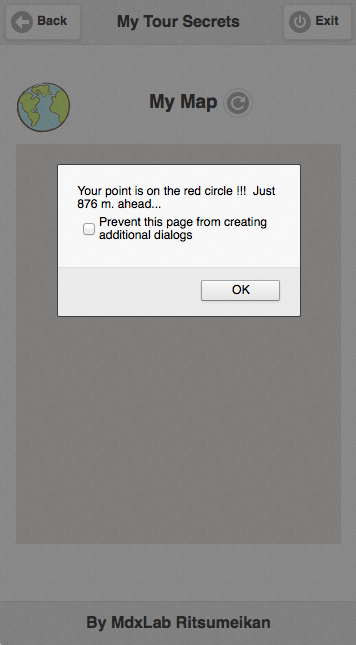 Back
My Tour Secrets
Exit
My Map
Your point is on the red circle !!!  Just
876 m. ahead...
Prevent this page from creating
additional dialogs
OK
By MdxLab Ritsumeikan